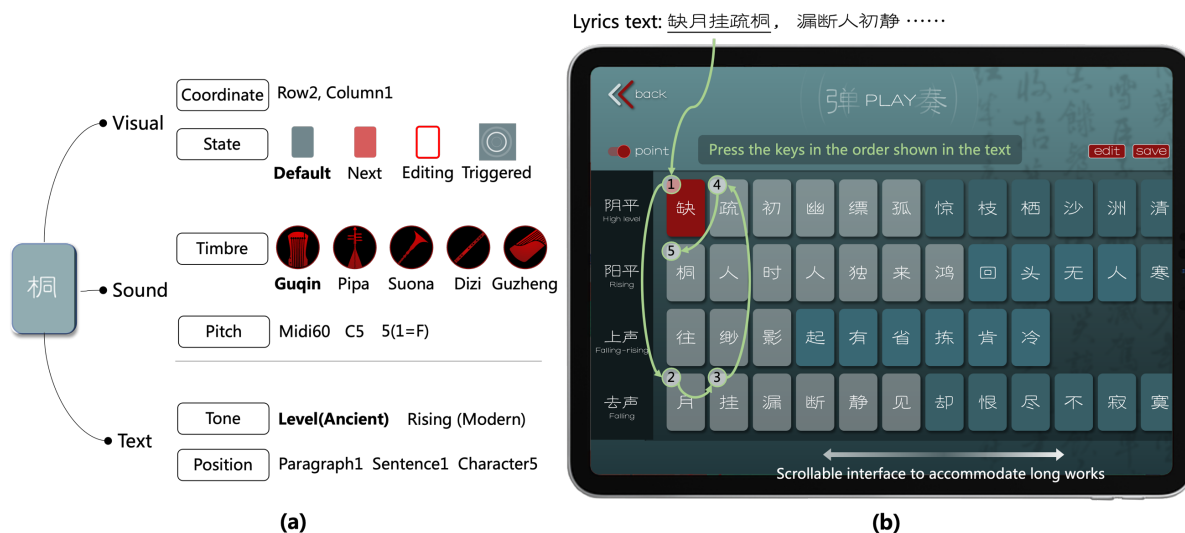 Lyrics text: 缺月挂疏桐， 漏断人初静 ……
Coordinate Row2, Column1
Visual
State
Default Next Editing Triggered
Timbre
桐
Sound
Guqin Pipa Suona Dizi Guzheng
Pitch Midi60 C5 5(1=F)
Tone Level(Ancient) Rising (Modern)
Text
Position Paragraph1 Sentence1 Character5
(a)
back
弹 PLAY 奏
point
Press the keys in the order shown in the text
edit save
1 4
阴平 缺 疏 初 幽 缥 孤 惊 枝 栖 沙 洲 清
High level
5
阳平 桐 人 时 人 独 来 鸿 回 头 无 人 寒
Rising
上声 往 缈 影 起 有 省 拣 肯 冷
Falling-rising
2 3
去声 月 挂 漏 断 静 见 却 恨 尽 不 寂 寞
Falling
Scrollable interface to accommodate long works
(b)